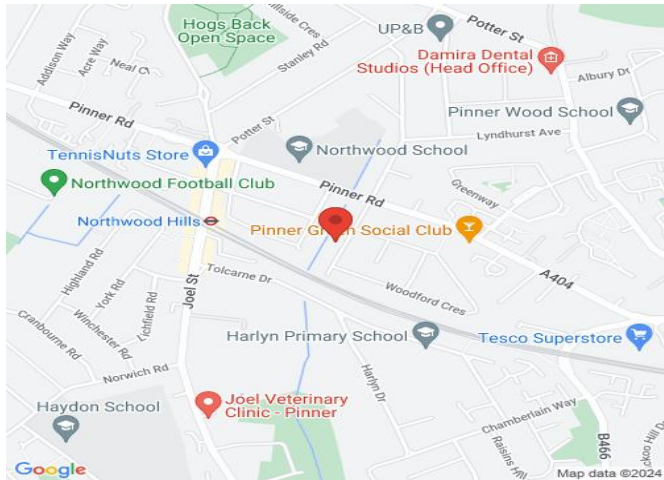 Hogs Back
Open Space
UP&B
Potter St
Stanley Rd
Damira Dental
Studios (Head Office)
Addison Way
Acre Way
Albury Dr
Pinner Rd
Potter St
Pinner Wood School
Lyndhurst Ave
TennisNuts Store
Northwood School
Northwood Football Club
Pinner Rd
Greenway
Northwood Hills
Pinner Green Social Club
Highland Rd
York Rd
Joel St
Tolcarne Dr
A404
Woodford Cres
Winchester Rd
Cranbourne Rd
Harlyn Primary School
Tesco Superstore
Norwich Rd
Harlyn Dr
Joel Veterinary
Clinic - Pinner
Haydon School
Chamberlain Way
Raisins Hill
B466
Google
Map data ©2024